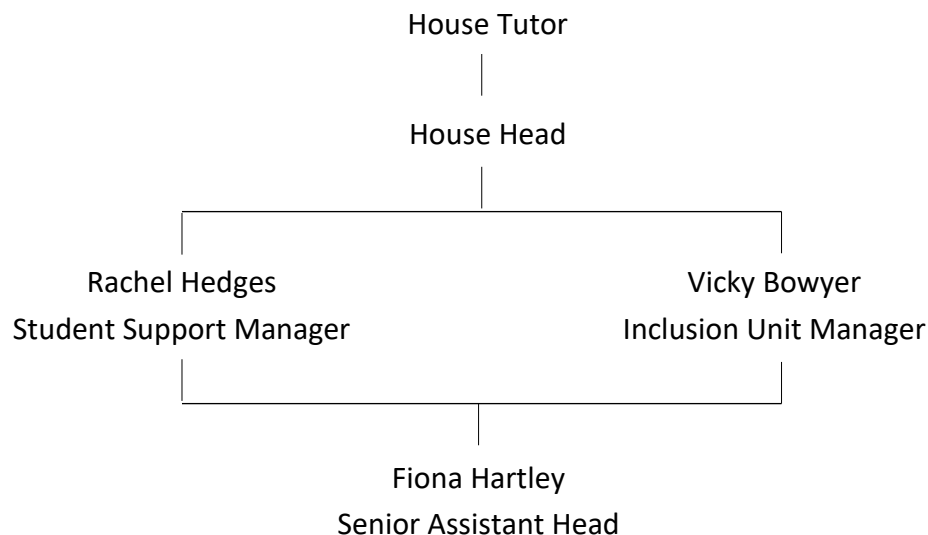 House Tutor
House Head
Rachel Hedges
Student Support Manager
Vicky Bowyer
Inclusion Unit Manager
Fiona Hartley
Senior Assistant Head